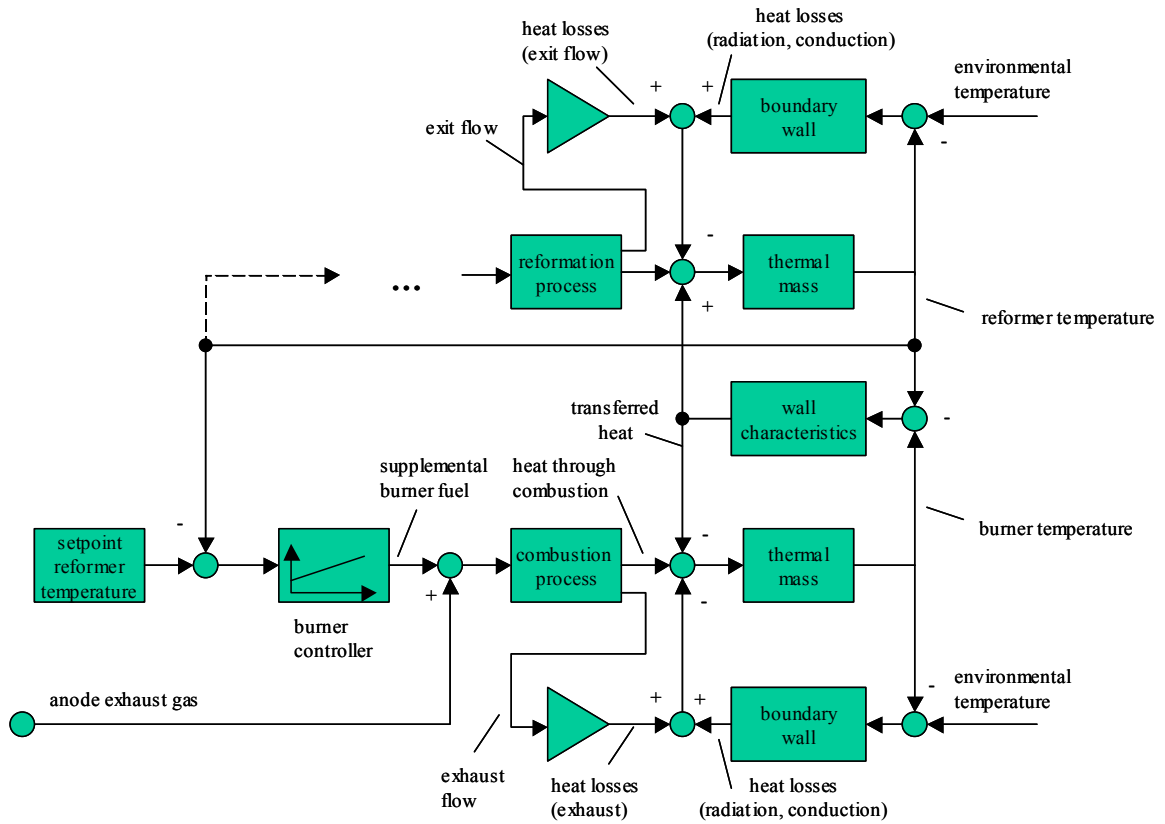 heat losses
(exit flow)
heat losses
(radiation, conduction)
environmental
temperature
+
+
boundary
wall
-
exit flow
-
reformation
process
thermal
mass
...
+
reformer temperature
transferred
heat
wall
characteristics
-
supplemental
burner fuel
heat through
combustion
burner temperature
-
-
setpoint
reformer
temperature
combustion
process
thermal
mass
+
-
burner
controller
anode exhaust gas
+
+
boundary
wall
-
environmental
temperature
exhaust
flow
heat losses
(exhaust)
heat losses
(radiation, conduction)